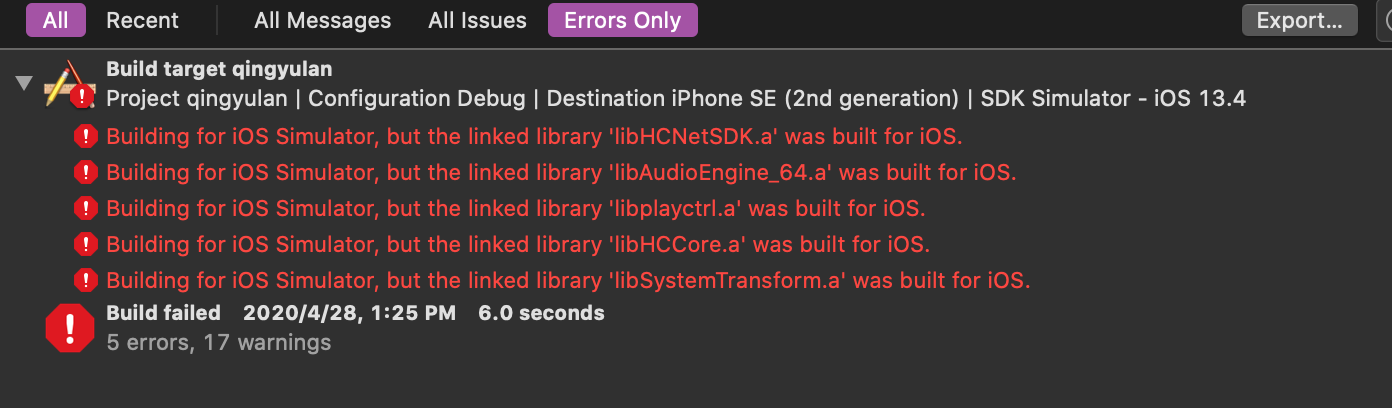 All Recent All Messages All Issues Errors Only Export...
Build target qingyulan
Project qingyulan | Configuration Debug | Destination iPhone SE (2nd generation) | SDK Simulator - iOS 13.4
Building for iOS Simulator, but the linked library 'libHCNetSDK.a' was built for iOS.
Building for iOS Simulator, but the linked library 'libAudioEngine_64.a' was built for iOS.
Building for iOS Simulator, but the linked library 'libplayctrl.a' was built for iOS.
Building for iOS Simulator, but the linked library 'libHCCore.a' was built for iOS.
Building for iOS Simulator, but the linked library 'libSystemTransform.a' was built for iOS.
Build failed 2020/4/28, 1:25 PM 6.0 seconds
5 errors, 17 warnings